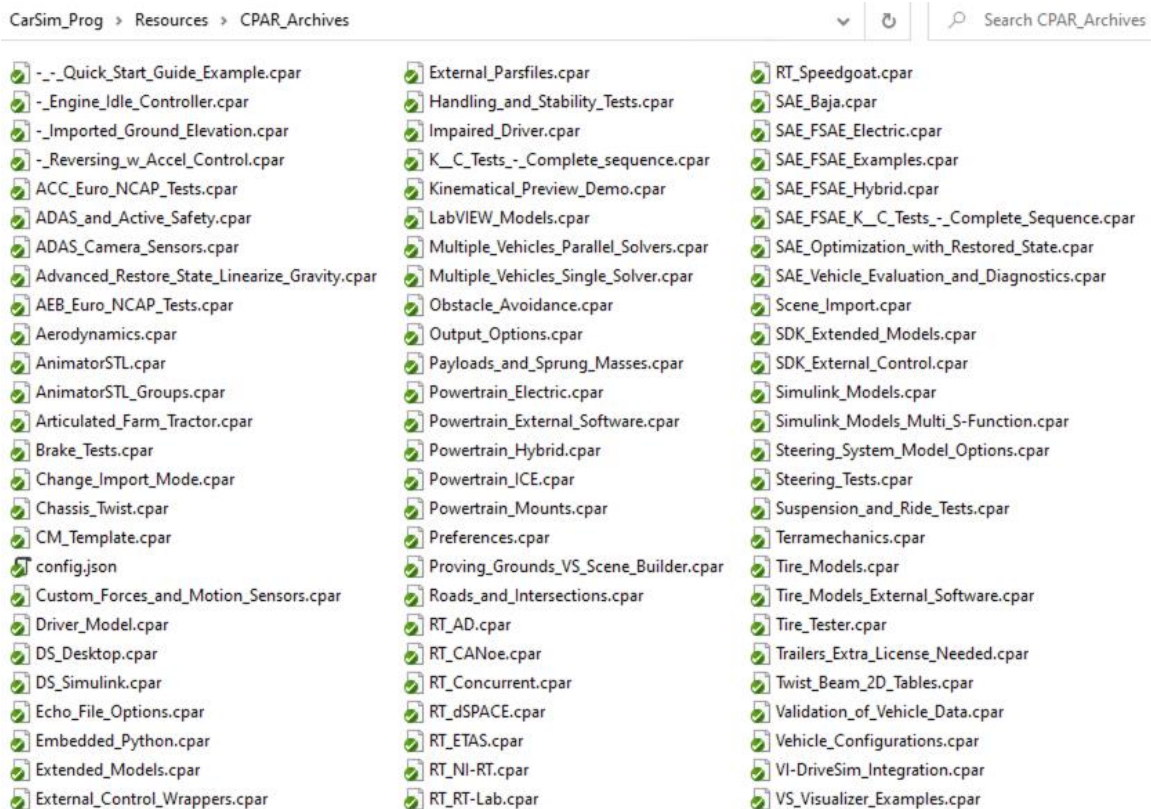 CarSim_Prog > Resources > CPAR_Archives
Search CPAR_Archives
-_-_Quick_Start_Guide_Example.cpar
-_Engine_Idle_Controller.cpar
-_Imported_Ground_Elevation.cpar
-_Reversing_w_Accel_Control.cpar
ACC_Euro_NCAP_Tests.cpar
ADAS_and_Active_Safety.cpar
ADAS_Camera_Sensors.cpar
Advanced_Restore_State_Linearize_Gravity.cpar
AEB_Euro_NCAP_Tests.cpar
Aerodynamics.cpar
AnimatorSTL.cpar
AnimatorSTL_Groups.cpar
Articulated_Farm_Tractor.cpar
Brake_Tests.cpar
Change_Import_Mode.cpar
Chassis_Twist.cpar
CM_Template.cpar
config.json
Custom_Forces_and_Motion_Sensors.cpar
Driver_Model.cpar
DS_Desktop.cpar
DS_Simulink.cpar
Echo_File_Options.cpar
Embedded_Python.cpar
Extended_Models.cpar
External_Control_Wrappers.cpar
External_Parsfiles.cpar
Handling_and_Stability_Tests.cpar
Impaired_Driver.cpar
K__C_Tests_-_Complete_sequence.cpar
Kinematical_Preview_Demo.cpar
LabVIEW_Models.cpar
Multiple_Vehicles_Parallel_Solvers.cpar
Multiple_Vehicles_Single_Solver.cpar
Obstacle_Avoidance.cpar
Output_Options.cpar
Payloads_and_Sprung_Masses.cpar
Powertrain_Electric.cpar
Powertrain_External_Software.cpar
Powertrain_Hybrid.cpar
Powertrain_ICE.cpar
Powertrain_Mounts.cpar
Preferences.cpar
Proving_Grounds_VS_Scene_Builder.cpar
Roads_and_Intersections.cpar
RT_AD.cpar
RT_CANoe.cpar
RT_Concurrent.cpar
RT_dSPACE.cpar
RT_ETAS.cpar
RT_NI-RT.cpar
RT_RT-Lab.cpar
RT_Speedgoat.cpar
SAE_Baja.cpar
SAE_FSAE_Electric.cpar
SAE_FSAE_Examples.cpar
SAE_FSAE_Hybrid.cpar
SAE_FSAE_K__C_Tests_-_Complete_Sequence.cpar
SAE_Optimization_with_Restored_State.cpar
SAE_Vehicle_Evaluation_and_Diagnostics.cpar
Scene_Import.cpar
SDK_Extended_Models.cpar
SDK_External_Control.cpar
Simulink_Models.cpar
Simulink_Models_Multi_S-Function.cpar
Steering_System_Model_Options.cpar
Steering_Tests.cpar
Suspension_and_Ride_Tests.cpar
Terramechanics.cpar
Tire_Models.cpar
Tire_Models_External_Software.cpar
Tire_Tester.cpar
Trailers_Extra_License_Needed.cpar
Twist_Beam_2D_Tables.cpar
Validation_of_Vehicle_Data.cpar
Vehicle_Configurations.cpar
VI-DriveSim_Integration.cpar
VS_Visualizer_Examples.cpar